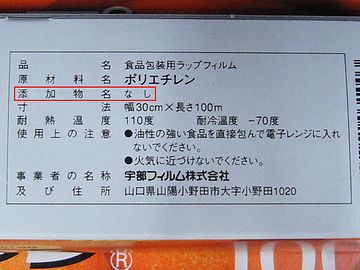 品名 食品包装用ラップフィルム
原材料名 ポリエチレン
添加物名 なし
寸法 幅30cm×長さ100m
耐熱温度 110度 耐冷温度 -70度
使用上の注意 ●油性の強い食品を直接包んで電子レンジに入れ
ないでください。
●火気に近づけないでください。
事業者の名称 宇部フィルム株式会社
及び住所 山口県山陽小野田市大字小野田1020
®